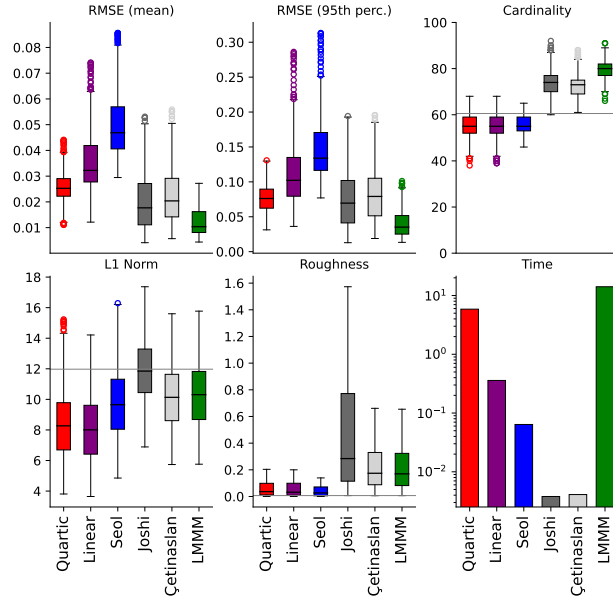 RMSE (mean)
0.08
0.07
0.06
0.05
0.04
0.03
0.02
0.01
RMSE (95th perc.)
0.30
0.25
0.20
0.15
0.10
0.05
0.00
Cardinality
100
80
60
40
20
0
L1 Norm
18
16
14
12
10
8
6
4
Quartic
Linear
Seol
Joshi
Çetinaslan
LMMM
Roughness
1.6
1.4
1.2
1.0
0.8
0.6
0.4
0.2
0.0
Quartic
Linear
Seol
Joshi
Çetinaslan
LMMM
Time
10¹
10⁰
10⁻¹
10⁻²
Quartic
Linear
Seol
Joshi
Çetinaslan
LMMM